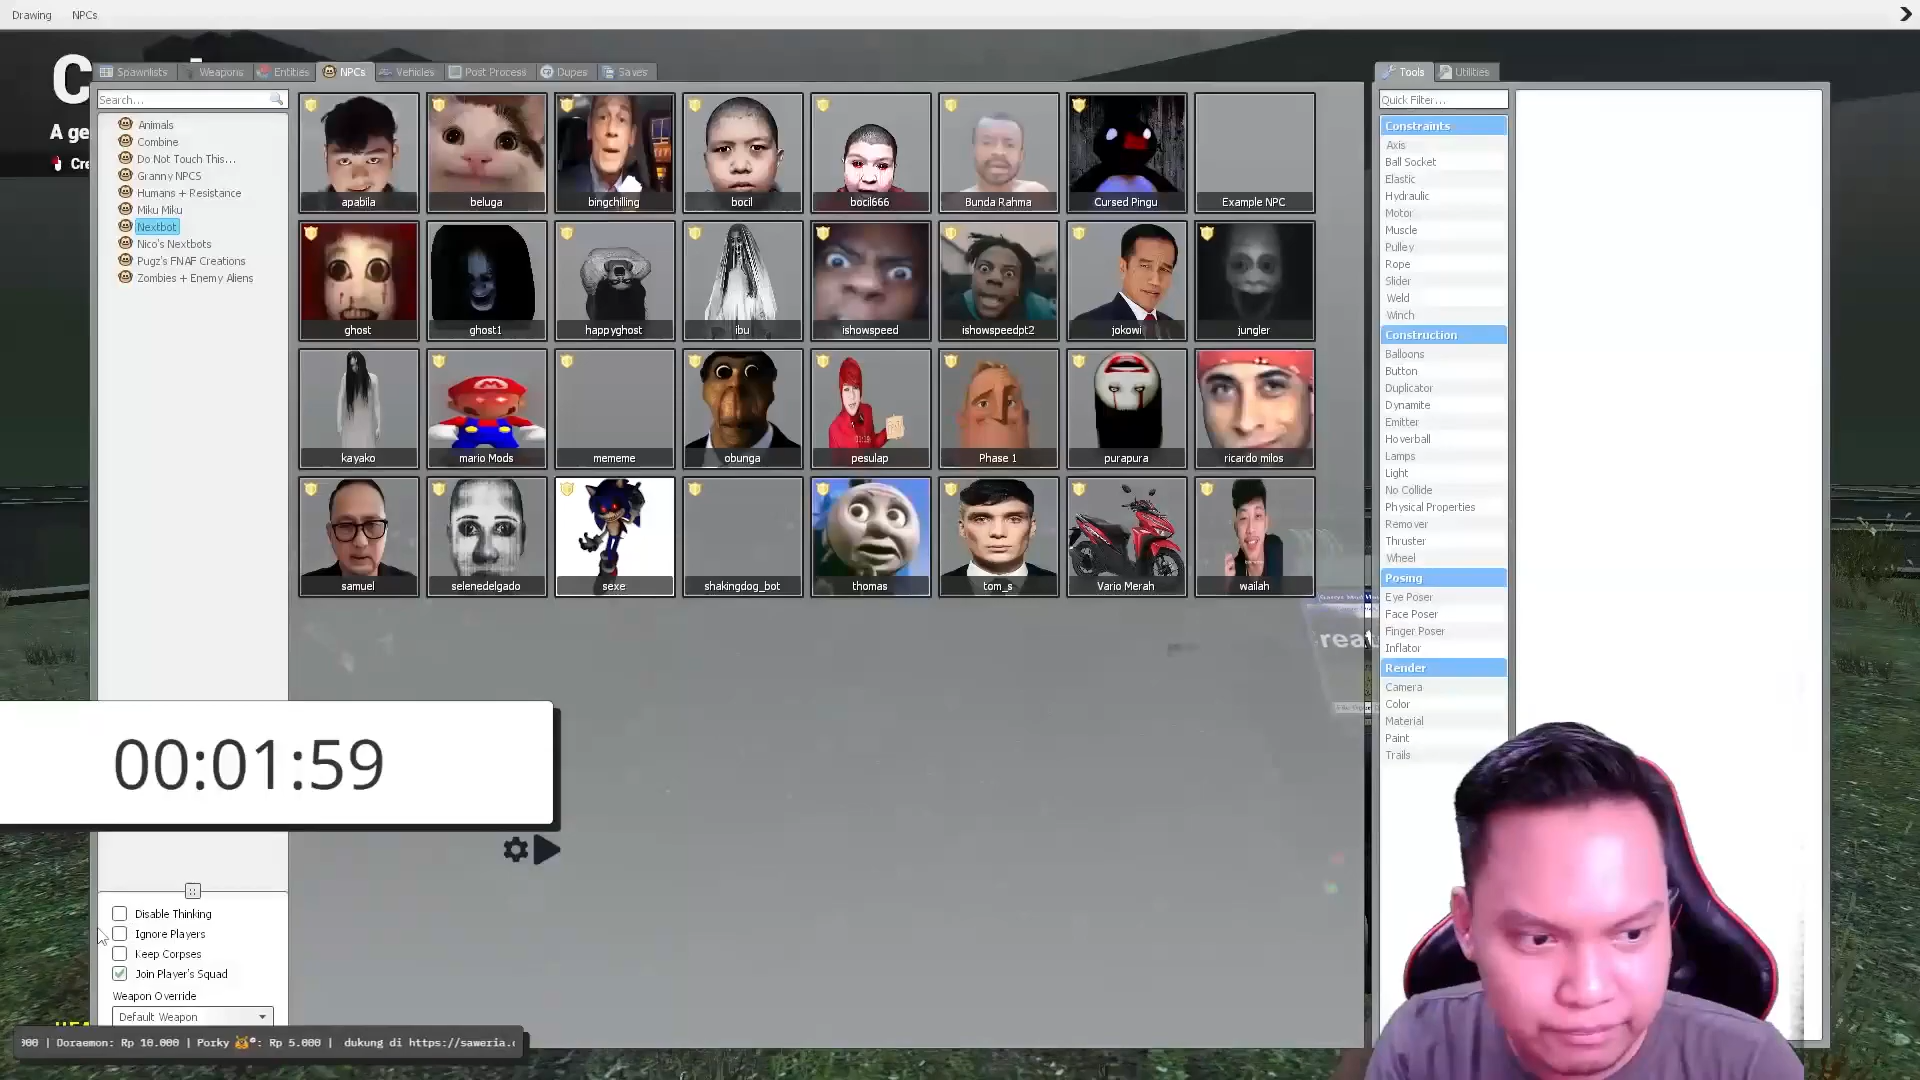 Drawing NPCs
C
A ge
Cre
Spawnlists Weapons Entities NPCs Vehicles Post Process Dupes Saves
Search...
Animals
Combine
Do Not Touch This...
Granny NPCS
Humans + Resistance
Miku Miku
Nextbot
Nico's Nextbots
Pugz's FNAF Creations
Zombies + Enemy Aliens
apabila beluga bingchilling bocil bocil666 Bunda Rahma Cursed Pingu Example NPC
ghost ghost1 happyghost ibu ishowspeed ishowspeedpt2 jokowi jungler
kayako mario Mods mememe obunga pesulap Phase 1 purapura ricardo milos
samuel selenedelgado sexe shakingdog_bot thomas tom_s Vario Merah wailah
Tools Utilities
Quick Filter...
Constraints
Axis
Ball Socket
Elastic
Hydraulic
Motor
Muscle
Pulley
Rope
Slider
Weld
Winch
Construction
Balloons
Button
Duplicator
Dynamite
Emitter
Hoverball
Lamps
Light
No Collide
Physical Properties
Remover
Thruster
Wheel
Posing
Eye Poser
Face Poser
Finger Poser
Inflator
Render
Camera
Color
Material
Paint
Trails
00:01:59
Disable Thinking
Ignore Players
Keep Corpses
Join Player's Squad
Weapon Override
Default Weapon
000 | Doraemon: Rp 10.000 | Porky : Rp 5.000 | dukung di https://saweria.c